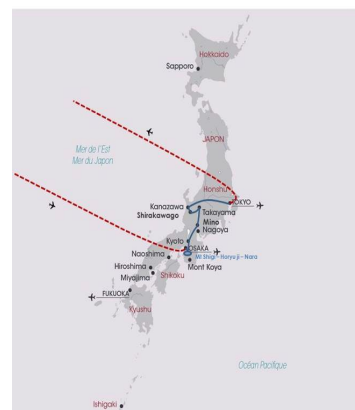 Hokkaido
Sapporo
JAPON
Mer de l'Est
Mer du Japon
Honshu
TOKYO
Kanazawa
Shirakawago
Takayama
Mino
Nagoya
Kyoto
OSAKA
Mt Shigi - Horyu ji - Nara
Naoshima
Mont Koya
Hiroshima
Miyajima
Shikoku
FUKUOKA
Kyushu
Océan Pacifique
Ishigaki